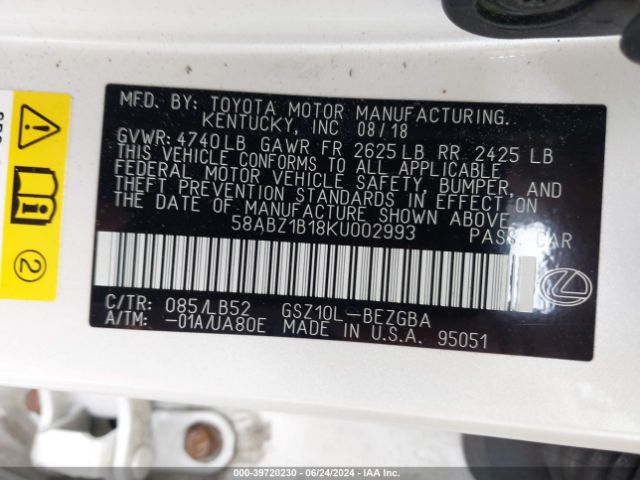 MFD. BY: TOYOTA MOTOR MANUFACTURING.
KENTUCKY, INC 08/18
GVWR: 4740LB GAWR FR 2625LB RR 2425 LB
THIS VEHICLE CONFORMS TO ALL APPLICABLE
FEDERAL MOTOR VEHICLE SAFETY, BUMPER, AND
THEFT PREVENTION STANDARDS IN EFFECT ON
THE DATE OF MANUFACTURE SHOWN ABOVE.
58ABZ1B18KU002993 PASS CAR
C/TR: 085/LB52 GSZ10L-BEZGBA
A/TM: -01A/UA80E MADE IN U.S.A. 95051
2
000-39720230 - 06/24/2024 - IAA Inc.